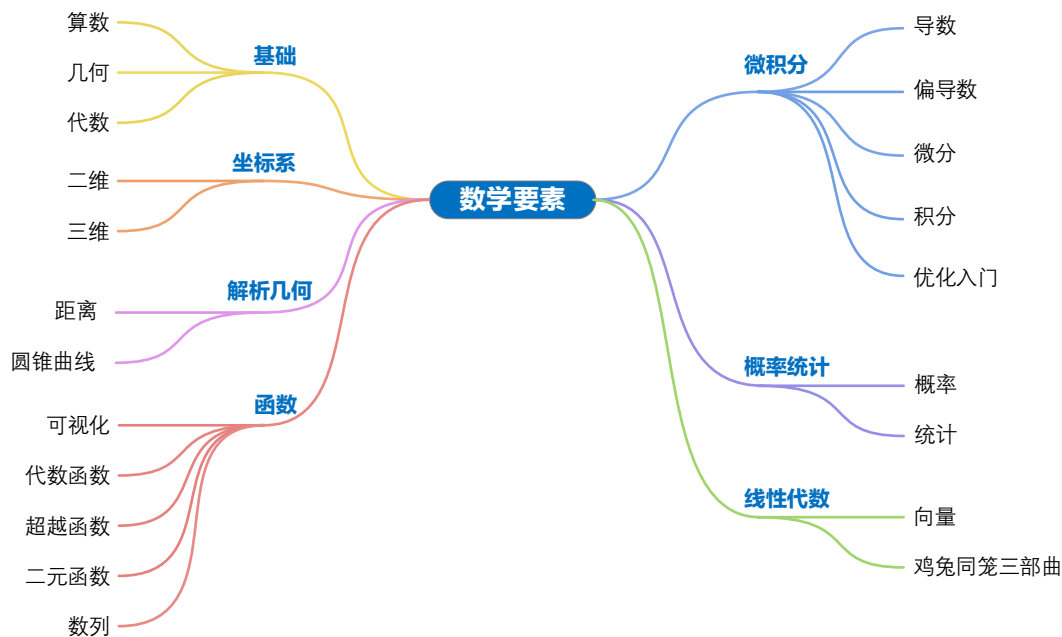 数学要素
基础
算数
几何
代数
坐标系
二维
三维
解析几何
距离
圆锥曲线
函数
可视化
代数函数
超越函数
二元函数
数列
微积分
导数
偏导数
微分
积分
优化入门
概率统计
概率
统计
线性代数
向量
鸡兔同笼三部曲